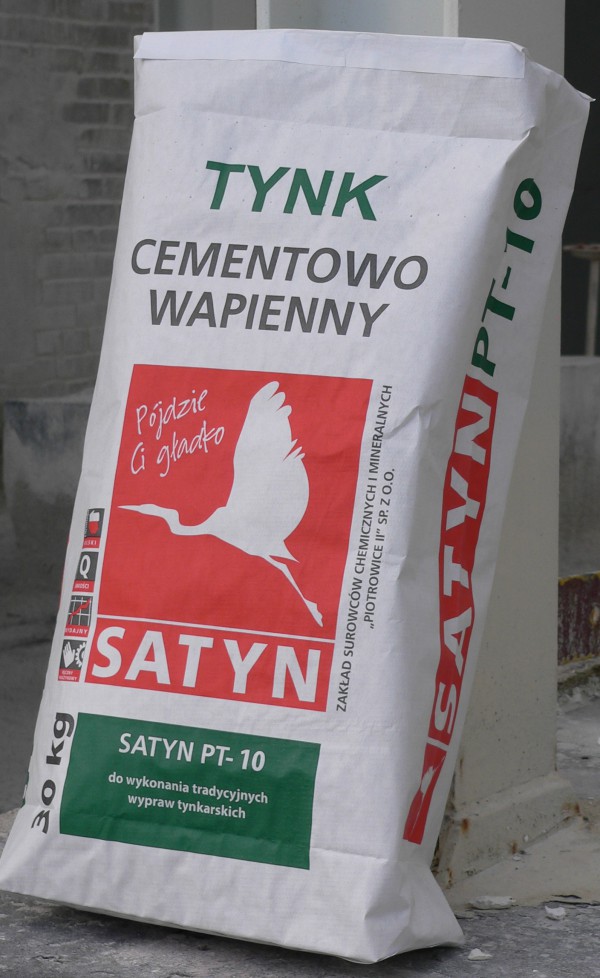 TYNK
CEMENTOWO
WAPIENNY
Pójdzie
Ci gładko
ZAKŁAD SUROWCÓW CHEMICZNYCH I MINERALNYCH
„PIOTROWICE II" SP. Z O.O.
SATYN
Q
30 kg
SATYN PT-10
do wykonania tradycyjnych
wypraw tynkarskich
SATYN PT-10